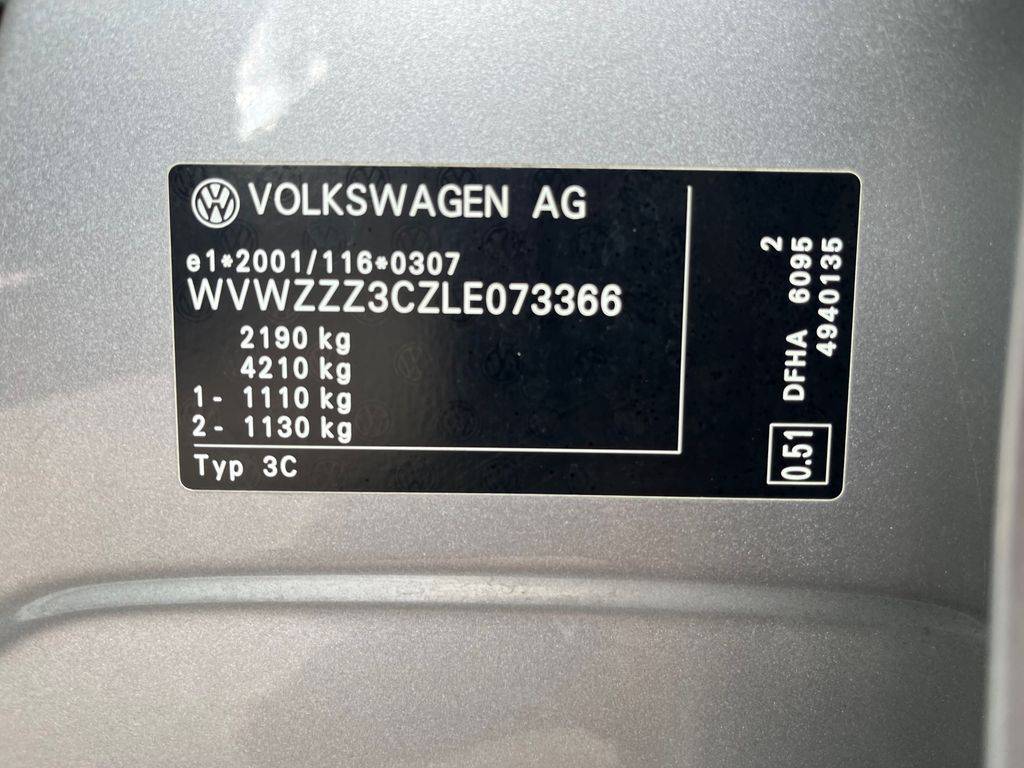 VOLKSWAGEN AG
e1*2001/116*0307
WVWZZZ3CZLE073366
2190 kg
4210 kg
1- 1110 kg
2- 1130 kg
Typ 3C
0.51
DFHA 6095 2
4940135